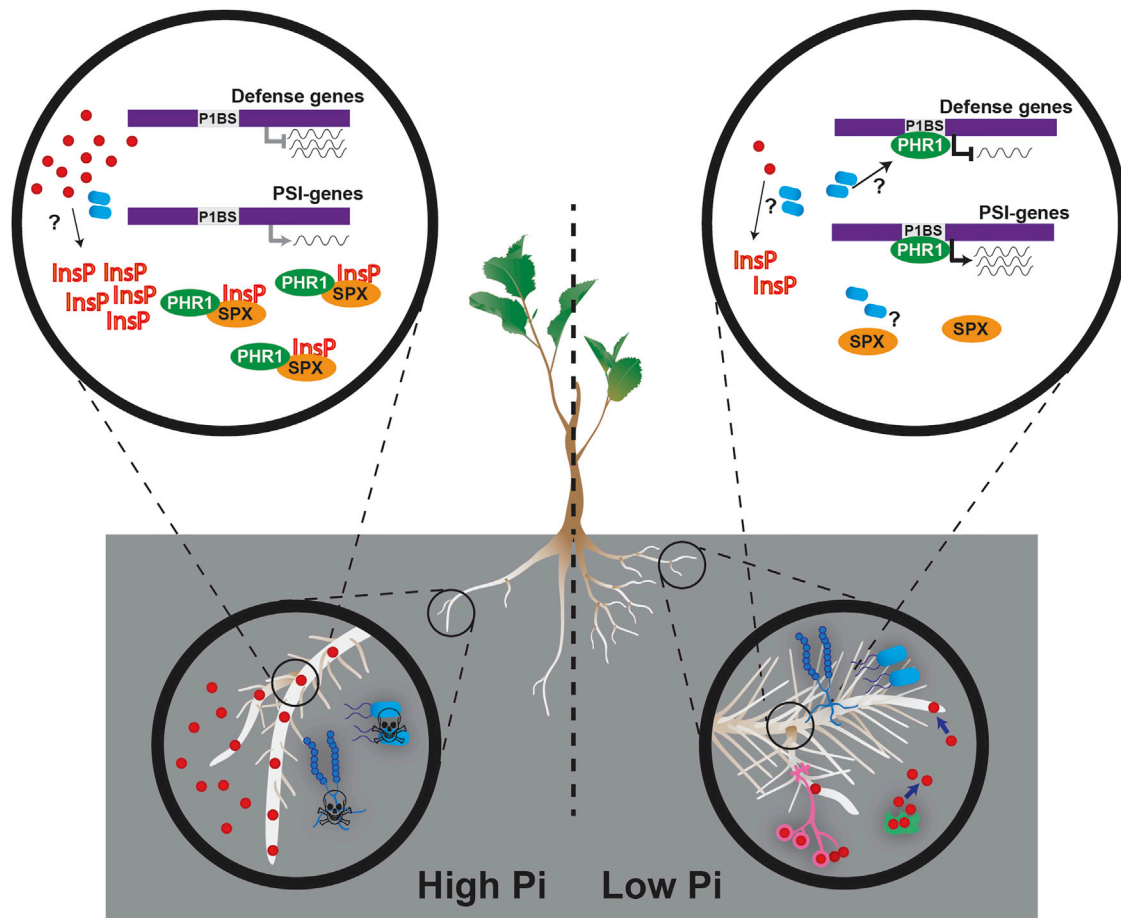 Defense genes
P1BS
PSI-genes
P1BS
?
InsP
InsP
InsP
InsP
InsP
PHR1
InsP
SPX
PHR1
InsP
SPX
PHR1
InsP
SPX
Defense genes
P1BS
PHR1
?
PSI-genes
P1BS
PHR1
?
InsP
InsP
?
SPX
SPX
High Pi
Low Pi